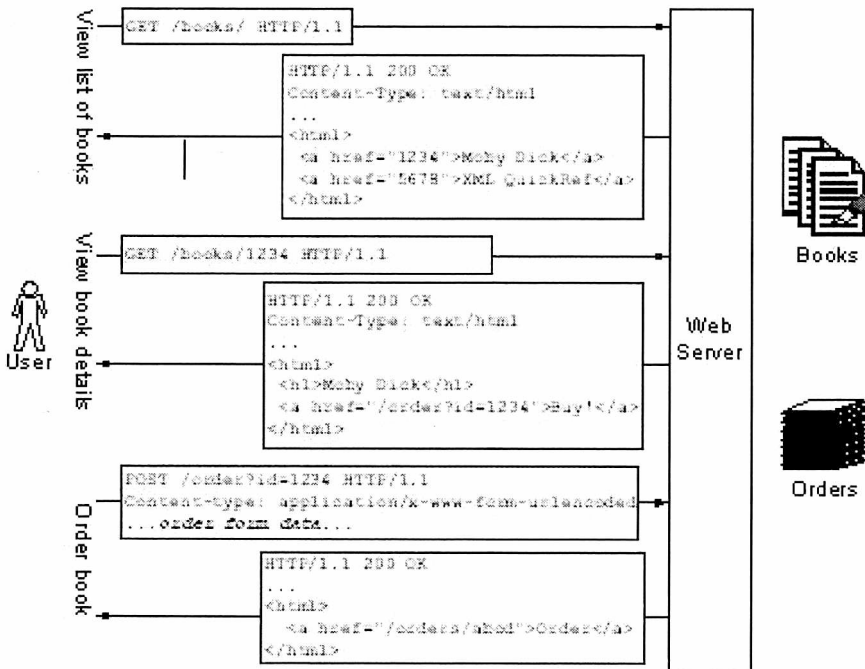 View list of books
GET /books/ HTTP/1.1
HTTP/1.1 200 OK
Content-Type: text/html
...
<html>
<a href="1234">Moby Dick</a>
<a href="5678">XML QuickRef</a>
</html>
View book details
GET /books/1234 HTTP/1.1
HTTP/1.1 200 OK
Content-Type: text/html
...
<html>
<h1>Moby Dick</h1>
<a href="/order?id=1234">Buy!</a>
</html>
Order book
POST /order?id=1234 HTTP/1.1
Content-type: application/x-www-form-urlencoded
...order form data...
HTTP/1.1 200 OK
...
<html>
<a href="/orders/abcd">Order</a>
</html>
User
Web
Server
Books
Orders